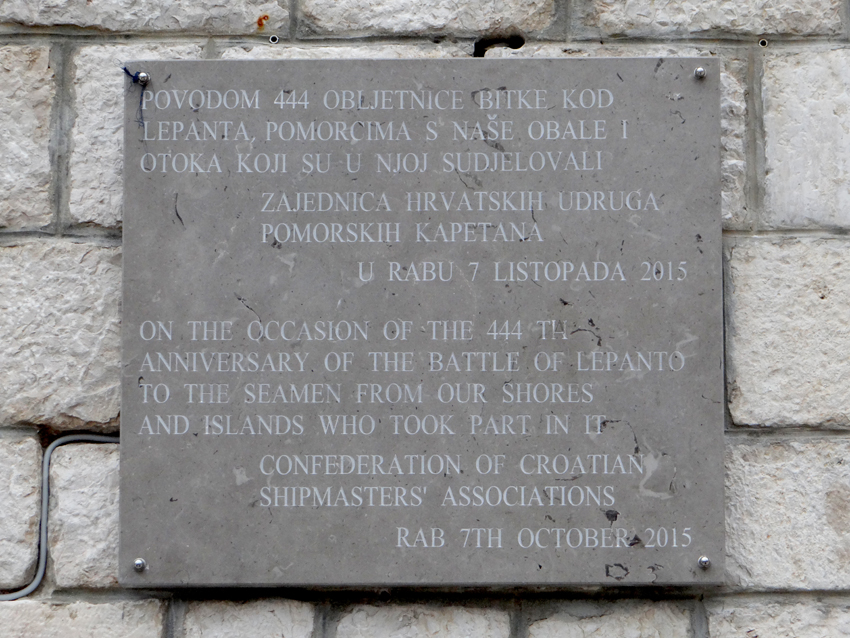 POVODOM 444 OBLJETNICE BITKE KOD
LEPANTA, POMORCIMA S NAŠE OBALE I
OTOKA KOJI SU U NJOJ SUDJELOVALI
ZAJEDNICA HRVATSKIH UDRUGA
POMORSKIH KAPETANA
U RABU 7 LISTOPADA 2015
ON THE OCCASION OF THE 444 TH
ANNIVERSARY OF THE BATTLE OF LEPANTO
TO THE SEAMEN FROM OUR SHORES
AND ISLANDS WHO TOOK PART IN IT
CONFEDERATION OF CROATIAN
SHIPMASTERS' ASSOCIATIONS
RAB 7TH OCTOBER 2015